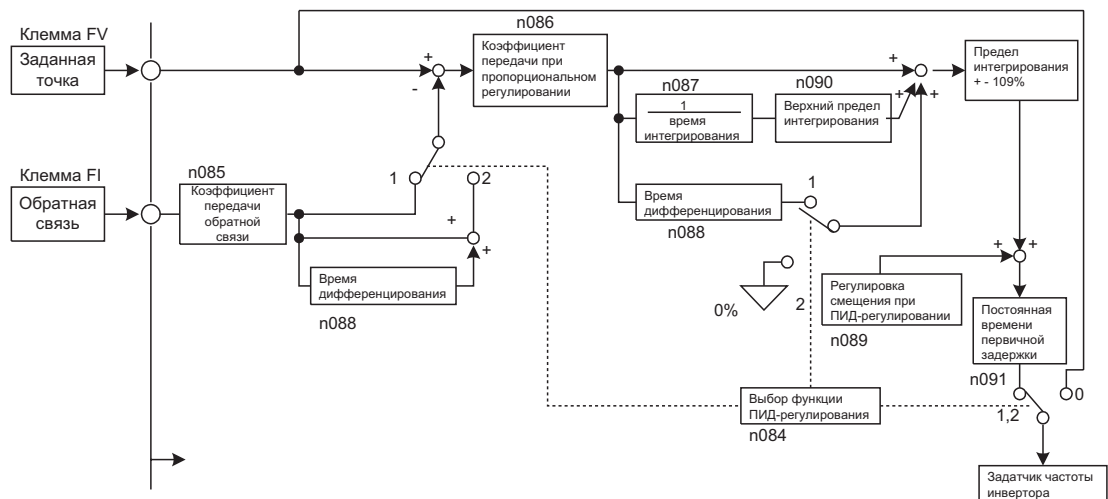 n086
Клемма FV
Заданная
точка
+
-
Коэффициент
передачи при
пропорциональном
регулировании
n087
1
время
интегрирования
n090
Верхний предел
интегрирования
+
+
+
Предел
интегрирования
+ - 109%
Клемма FI
Обратная
связь
n085
Коэффициент
передачи
обратной
связи
1
2
+
+
Время
дифференцирования
n088
Время
дифференцирования
n088
1
0%
2
Регулировка
смещения при
ПИД-регулировании
n089
+
+
Постоянная
времени
первичной
задержки
n091
0
1,2
Выбор функции
ПИД-регулирования
n084
Задатчик частоты
инвертора